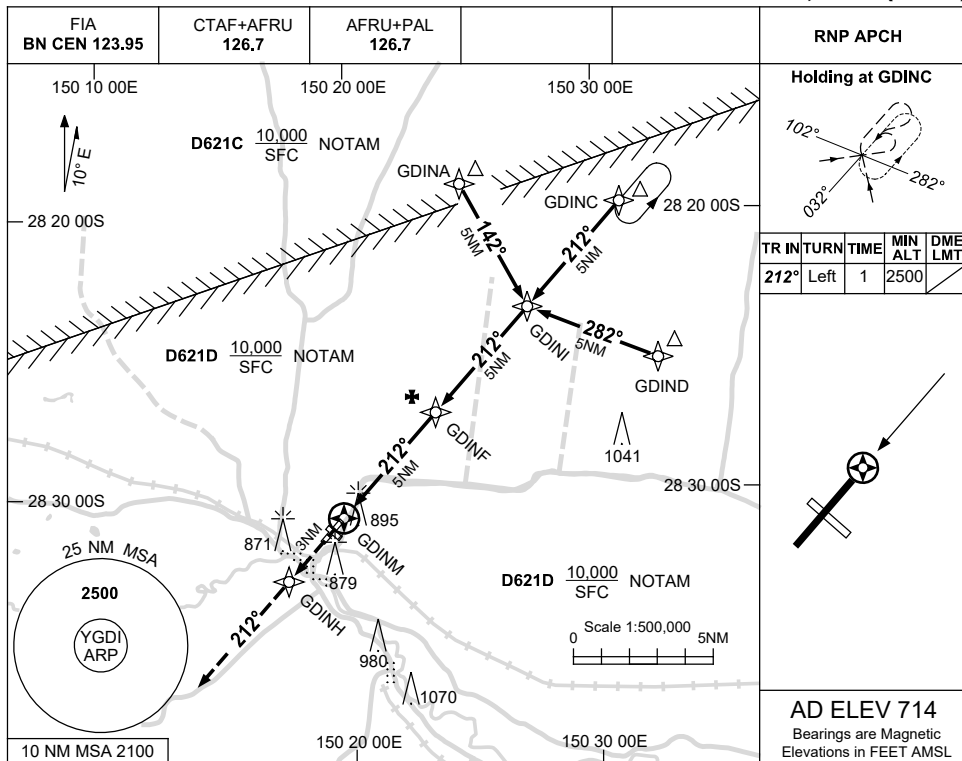 FIA
BN CEN 123.95
CTAF+AFRU
126.7
AFRU+PAL
126.7
RNP APCH
150 10 00E
150 20 00E
150 30 00E
Holding at GDINC
102°
282°
032°
10° E
D621C 10,000 SFC NOTAM
GDINA
GDINC
28 20 00S
28 20 00S
142°
5NM
212°
5NM
TR IN TURN TIME MIN ALT DME LMT
212° Left 1 2500
GDINI
282°
5NM
GDIND
D621D 10,000 SFC NOTAM
212°
5NM
GDINF
1041
212°
5NM
28 30 00S
28 30 00S
895
GDINM
871
3NM
879
GDINH
25 NM MSA
2500
YGDI
ARP
D621D 10,000 SFC NOTAM
212°
Scale 1:500,000
0 5NM
980
1070
10 NM MSA 2100
150 20 00E
150 30 00E
AD ELEV 714
Bearings are Magnetic
Elevations in FEET AMSL